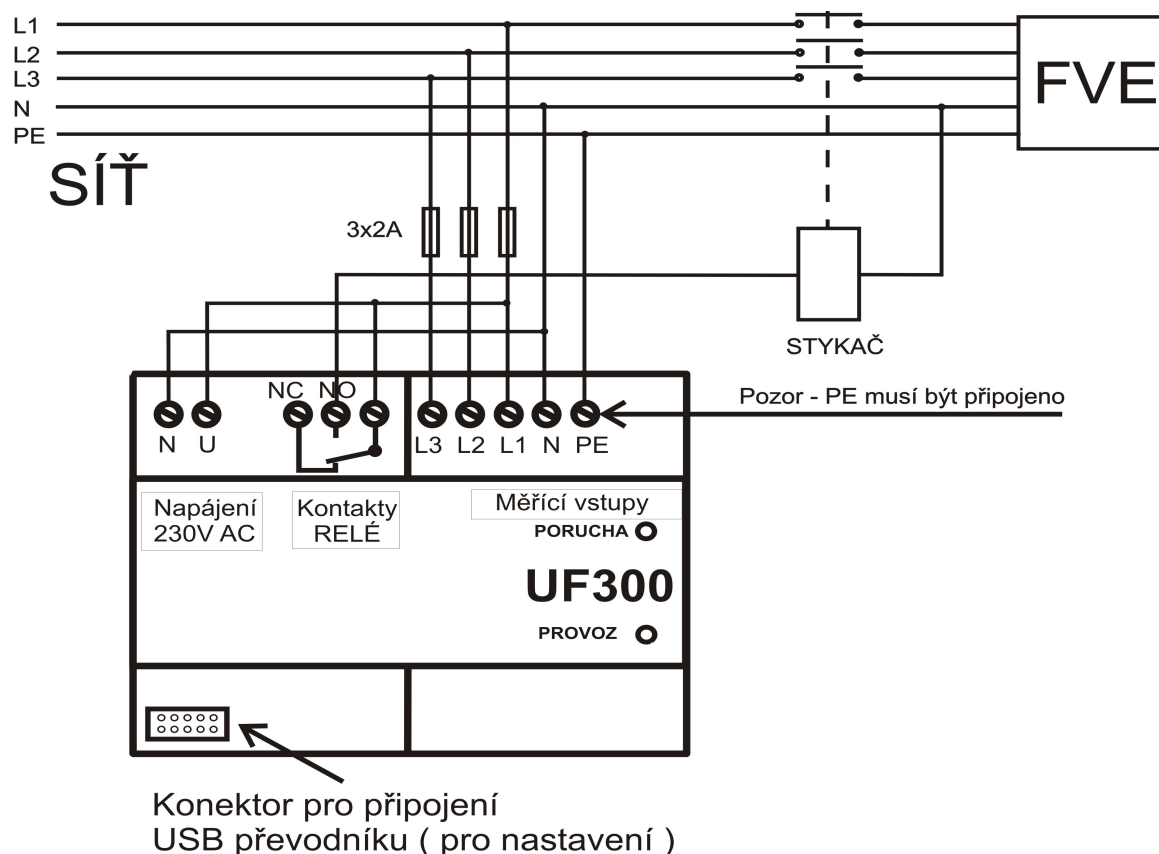 L1
L2
L3
N
PE
FVE
SÍŤ
3x2A
STYKAČ
NC NO
Pozor - PE musí být připojeno
N U
L3 L2 L1 N PE
Napájení
230V AC
Kontakty
RELÉ
Měřící vstupy
PORUCHA
UF300
PROVOZ
Konektor pro připojení
USB převodníku ( pro nastavení )